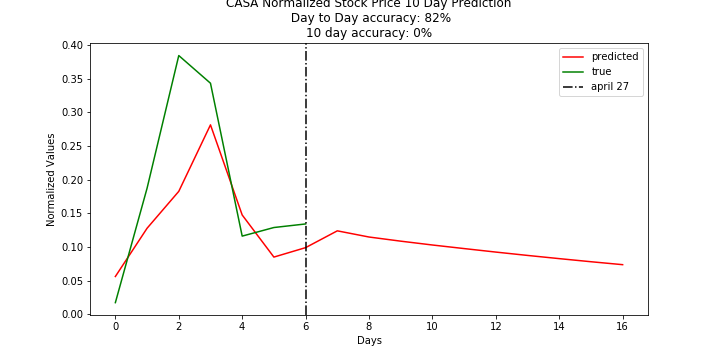 CASA Normalized Stock Price 10 Day Prediction
Day to Day accuracy: 82%
10 day accuracy: 0%
0.40
0.35
0.30
0.25
0.20
0.15
0.10
0.05
0.00
Normalized Values
predicted
true
april 27
0 2 4 6 8 10 12 14 16
Days